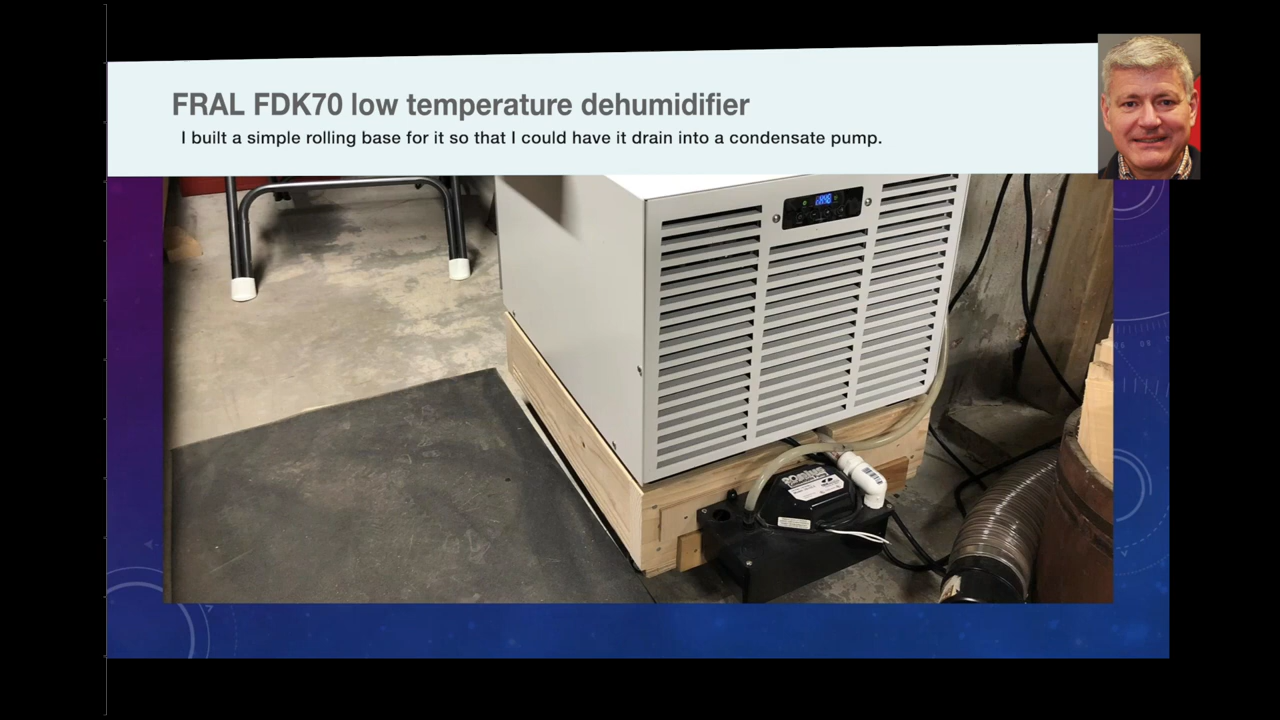 FRAL FDK70 low temperature dehumidifier
I built a simple rolling base for it so that I could have it drain into a condensate pump.